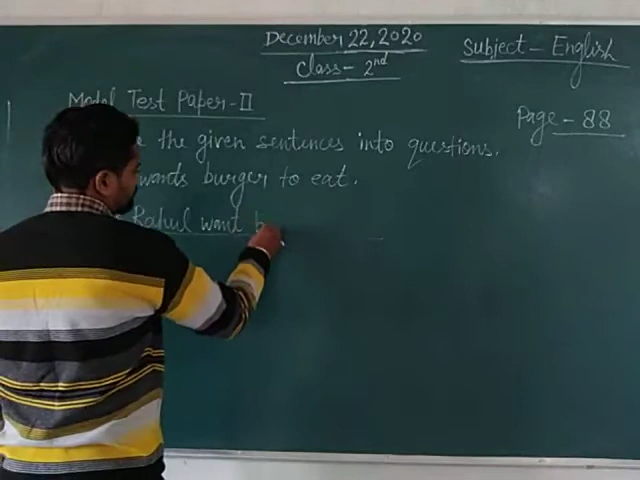 December 22, 2020
Subject - English
Class - 2nd
Model Test Paper - II
Page - 88
the given sentences into questions.
wants burger to eat.
Rahul want b